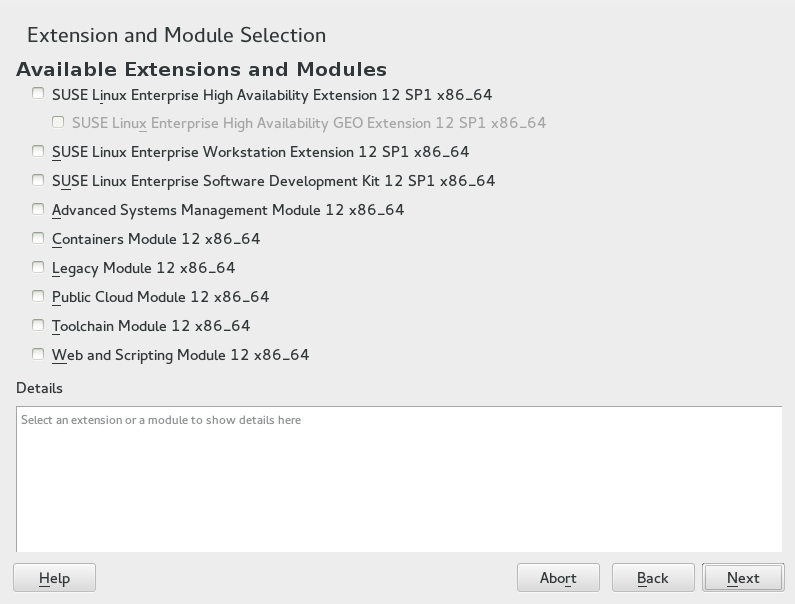 Extension and Module Selection
Available Extensions and Modules
SUSE Linux Enterprise High Availability Extension 12 SP1 x86_64
SUSE Linux Enterprise High Availability GEO Extension 12 SP1 x86_64
SUSE Linux Enterprise Workstation Extension 12 SP1 x86_64
SUSE Linux Enterprise Software Development Kit 12 SP1 x86_64
Advanced Systems Management Module 12 x86_64
Containers Module 12 x86_64
Legacy Module 12 x86_64
Public Cloud Module 12 x86_64
Toolchain Module 12 x86_64
Web and Scripting Module 12 x86_64
Details
Select an extension or a module to show details here
Help Abort Back Next